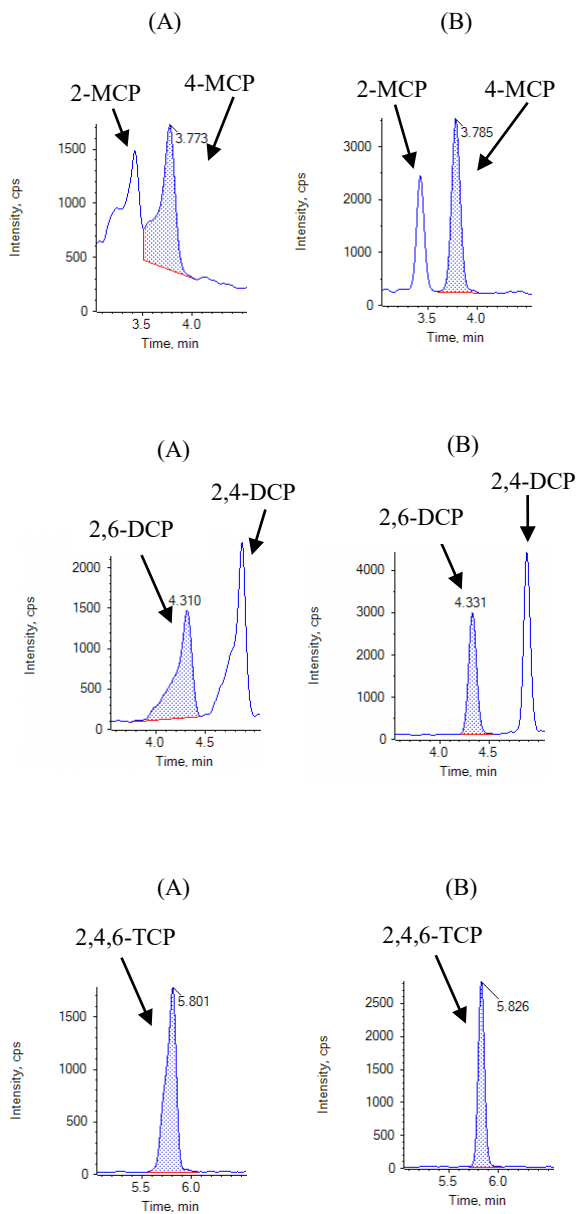 (A)
(B)
2-MCP
4-MCP
2-MCP
4-MCP
3.773
3.785
1500
1000
500
0
3000
2000
1000
0
Intensity, cps
Intensity, cps
3.5
4.0
3.5
4.0
Time, min
Time, min
(A)
(B)
2,6-DCP
2,4-DCP
2,6-DCP
2,4-DCP
4.310
4.331
2000
1500
1000
500
0
4000
3000
2000
1000
0
Intensity, cps
Intensity, cps
4.0
4.5
4.0
4.5
Time, min
Time, min
(A)
(B)
2,4,6-TCP
2,4,6-TCP
5.801
5.826
1500
1000
500
0
2500
2000
1500
1000
500
0
Intensity, cps
Intensity, cps
5.5
6.0
5.5
6.0
Time, min
Time, min